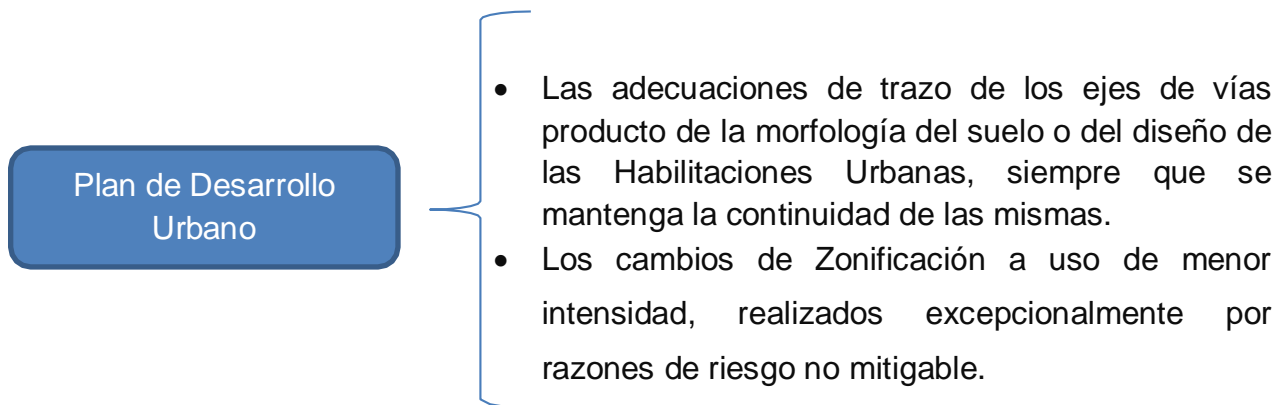 Plan de Desarrollo
Urbano
• Las adecuaciones de trazo de los ejes de vías
producto de la morfología del suelo o del diseño de
las Habilitaciones Urbanas, siempre que se
mantenga la continuidad de las mismas.
• Los cambios de Zonificación a uso de menor
intensidad, realizados excepcionalmente por
razones de riesgo no mitigable.